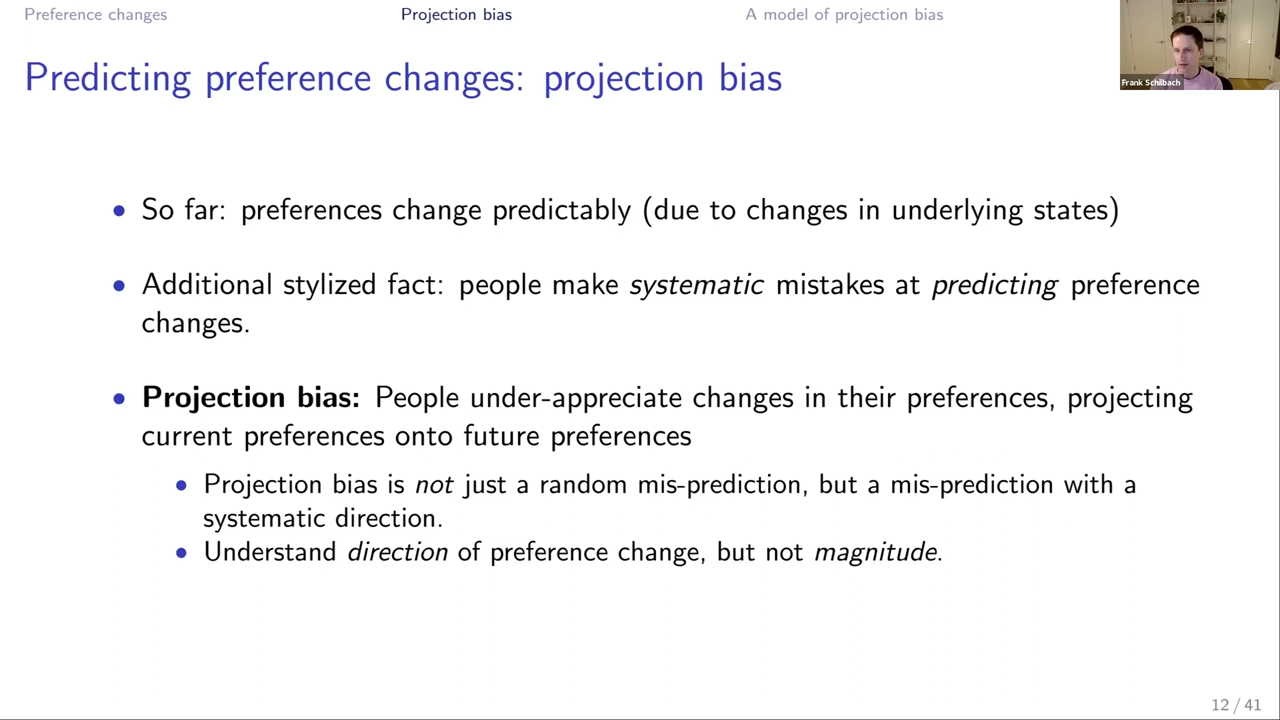 Preference changes
Projection bias
A model of projection bias
Frank Schilbach
Predicting preference changes: projection bias
• So far: preferences change predictably (due to changes in underlying states)
• Additional stylized fact: people make systematic mistakes at predicting preference
changes.
• Projection bias: People under-appreciate changes in their preferences, projecting
current preferences onto future preferences
• Projection bias is not just a random mis-prediction, but a mis-prediction with a
systematic direction.
• Understand direction of preference change, but not magnitude.
12 / 41